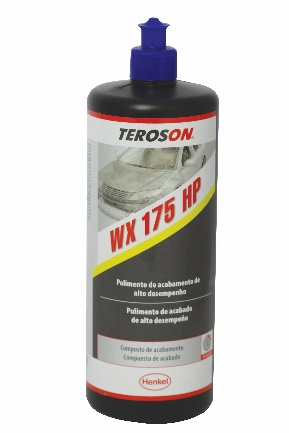 TEROSON
WX 175 HP
Polimento de acabamento de
alto desempenho
Pulimento de acabado
de alto desempeño
Composto de acabamento
Compuesto de acabado
Henkel